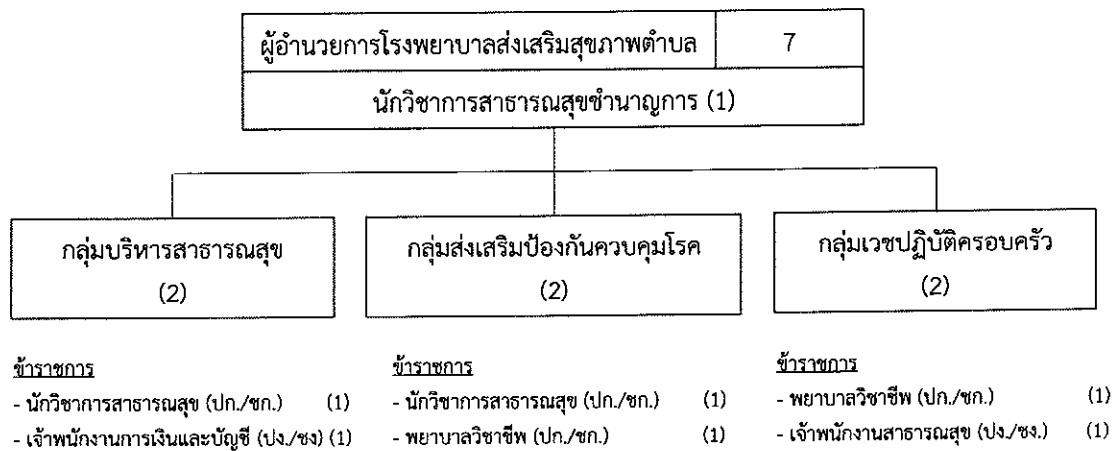 ผู้อำนวยการโรงพยาบาลส่งเสริมสุขภาพตำบล 7
นักวิชาการสาธารณสุขชำนาญการ (1)
กลุ่มบริหารสาธารณสุข
(2)
กลุ่มส่งเสริมป้องกันควบคุมโรค
(2)
กลุ่มเวชปฏิบัติครอบครัว
(2)
ข้าราชการ
- นักวิชาการสาธารณสุข (ปก./ชก.) (1)
- เจ้าพนักงานการเงินและบัญชี (ปง./ชง) (1)
ข้าราชการ
- นักวิชาการสาธารณสุข (ปก./ชก.) (1)
- พยาบาลวิชาชีพ (ปก./ชก.) (1)
ข้าราชการ
- พยาบาลวิชาชีพ (ปก./ชก.) (1)
- เจ้าพนักงานสาธารณสุข (ปง./ชง.) (1)